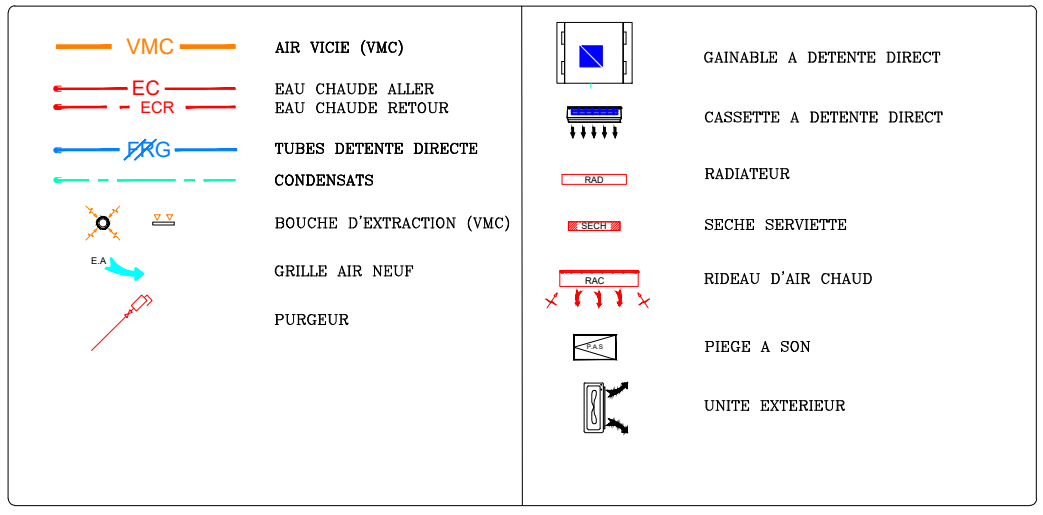 VMC AIR VICIE (VMC)
EC EAU CHAUDE ALLER
ECR EAU CHAUDE RETOUR
FRG TUBES DETENTE DIRECTE
CONDENSATS
BOUCHE D'EXTRACTION (VMC)
E.A GRILLE AIR NEUF
PURGEUR
GAINABLE A DETENTE DIRECT
CASSETTE A DETENTE DIRECT
RAD RADIATEUR
SECH SECHE SERVIETTE
RAC RIDEAU D'AIR CHAUD
P.A.S PIEGE A SON
UNITE EXTERIEUR